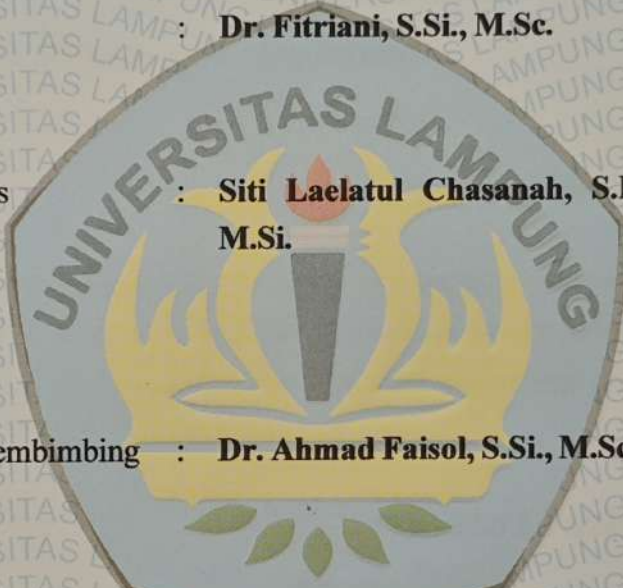 : Dr. Fitriani, S.Si., M.Sc.
UNIVERSITAS LAMPUNG
s : Siti Laelatul Chasanah, S.
M.Si.
embimbing : Dr. Ahmad Faisol, S.Si., M.Sc